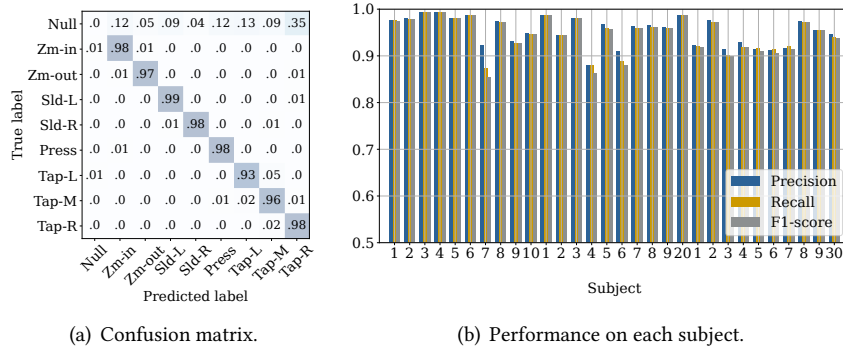 Null .0 .12 .05 .09 .04 .12 .13 .09 .35
Zm-in .01 .98 .01 .0 .0 .0 .0 .0 .0
Zm-out .0 .01 .97 .0 .0 .0 .0 .0 .01
Sld-L .0 .0 .0 .99 .0 .0 .0 .0 .01
Sld-R .0 .0 .0 .01 .98 .0 .0 .01 .0
Press .0 .01 .0 .0 .0 .98 .0 .0 .0
Tap-L .01 .0 .0 .0 .0 .0 .93 .05 .0
Tap-M .0 .0 .0 .0 .0 .01 .02 .96 .01
Tap-R .0 .0 .0 .0 .0 .0 .0 .02 .98
True label
Null Zm-in Zm-out Sld-L Sld-R Press Tap-L Tap-M Tap-R
Predicted label
(a) Confusion matrix.
1.0
0.9
0.8
0.7
0.6
0.5
Precision
Recall
F1-score
1 2 3 4 5 6 7 8 9 10 1 2 3 4 5 6 7 8 9 20 1 2 3 4 5 6 7 8 9 30
Subject
(b) Performance on each subject.